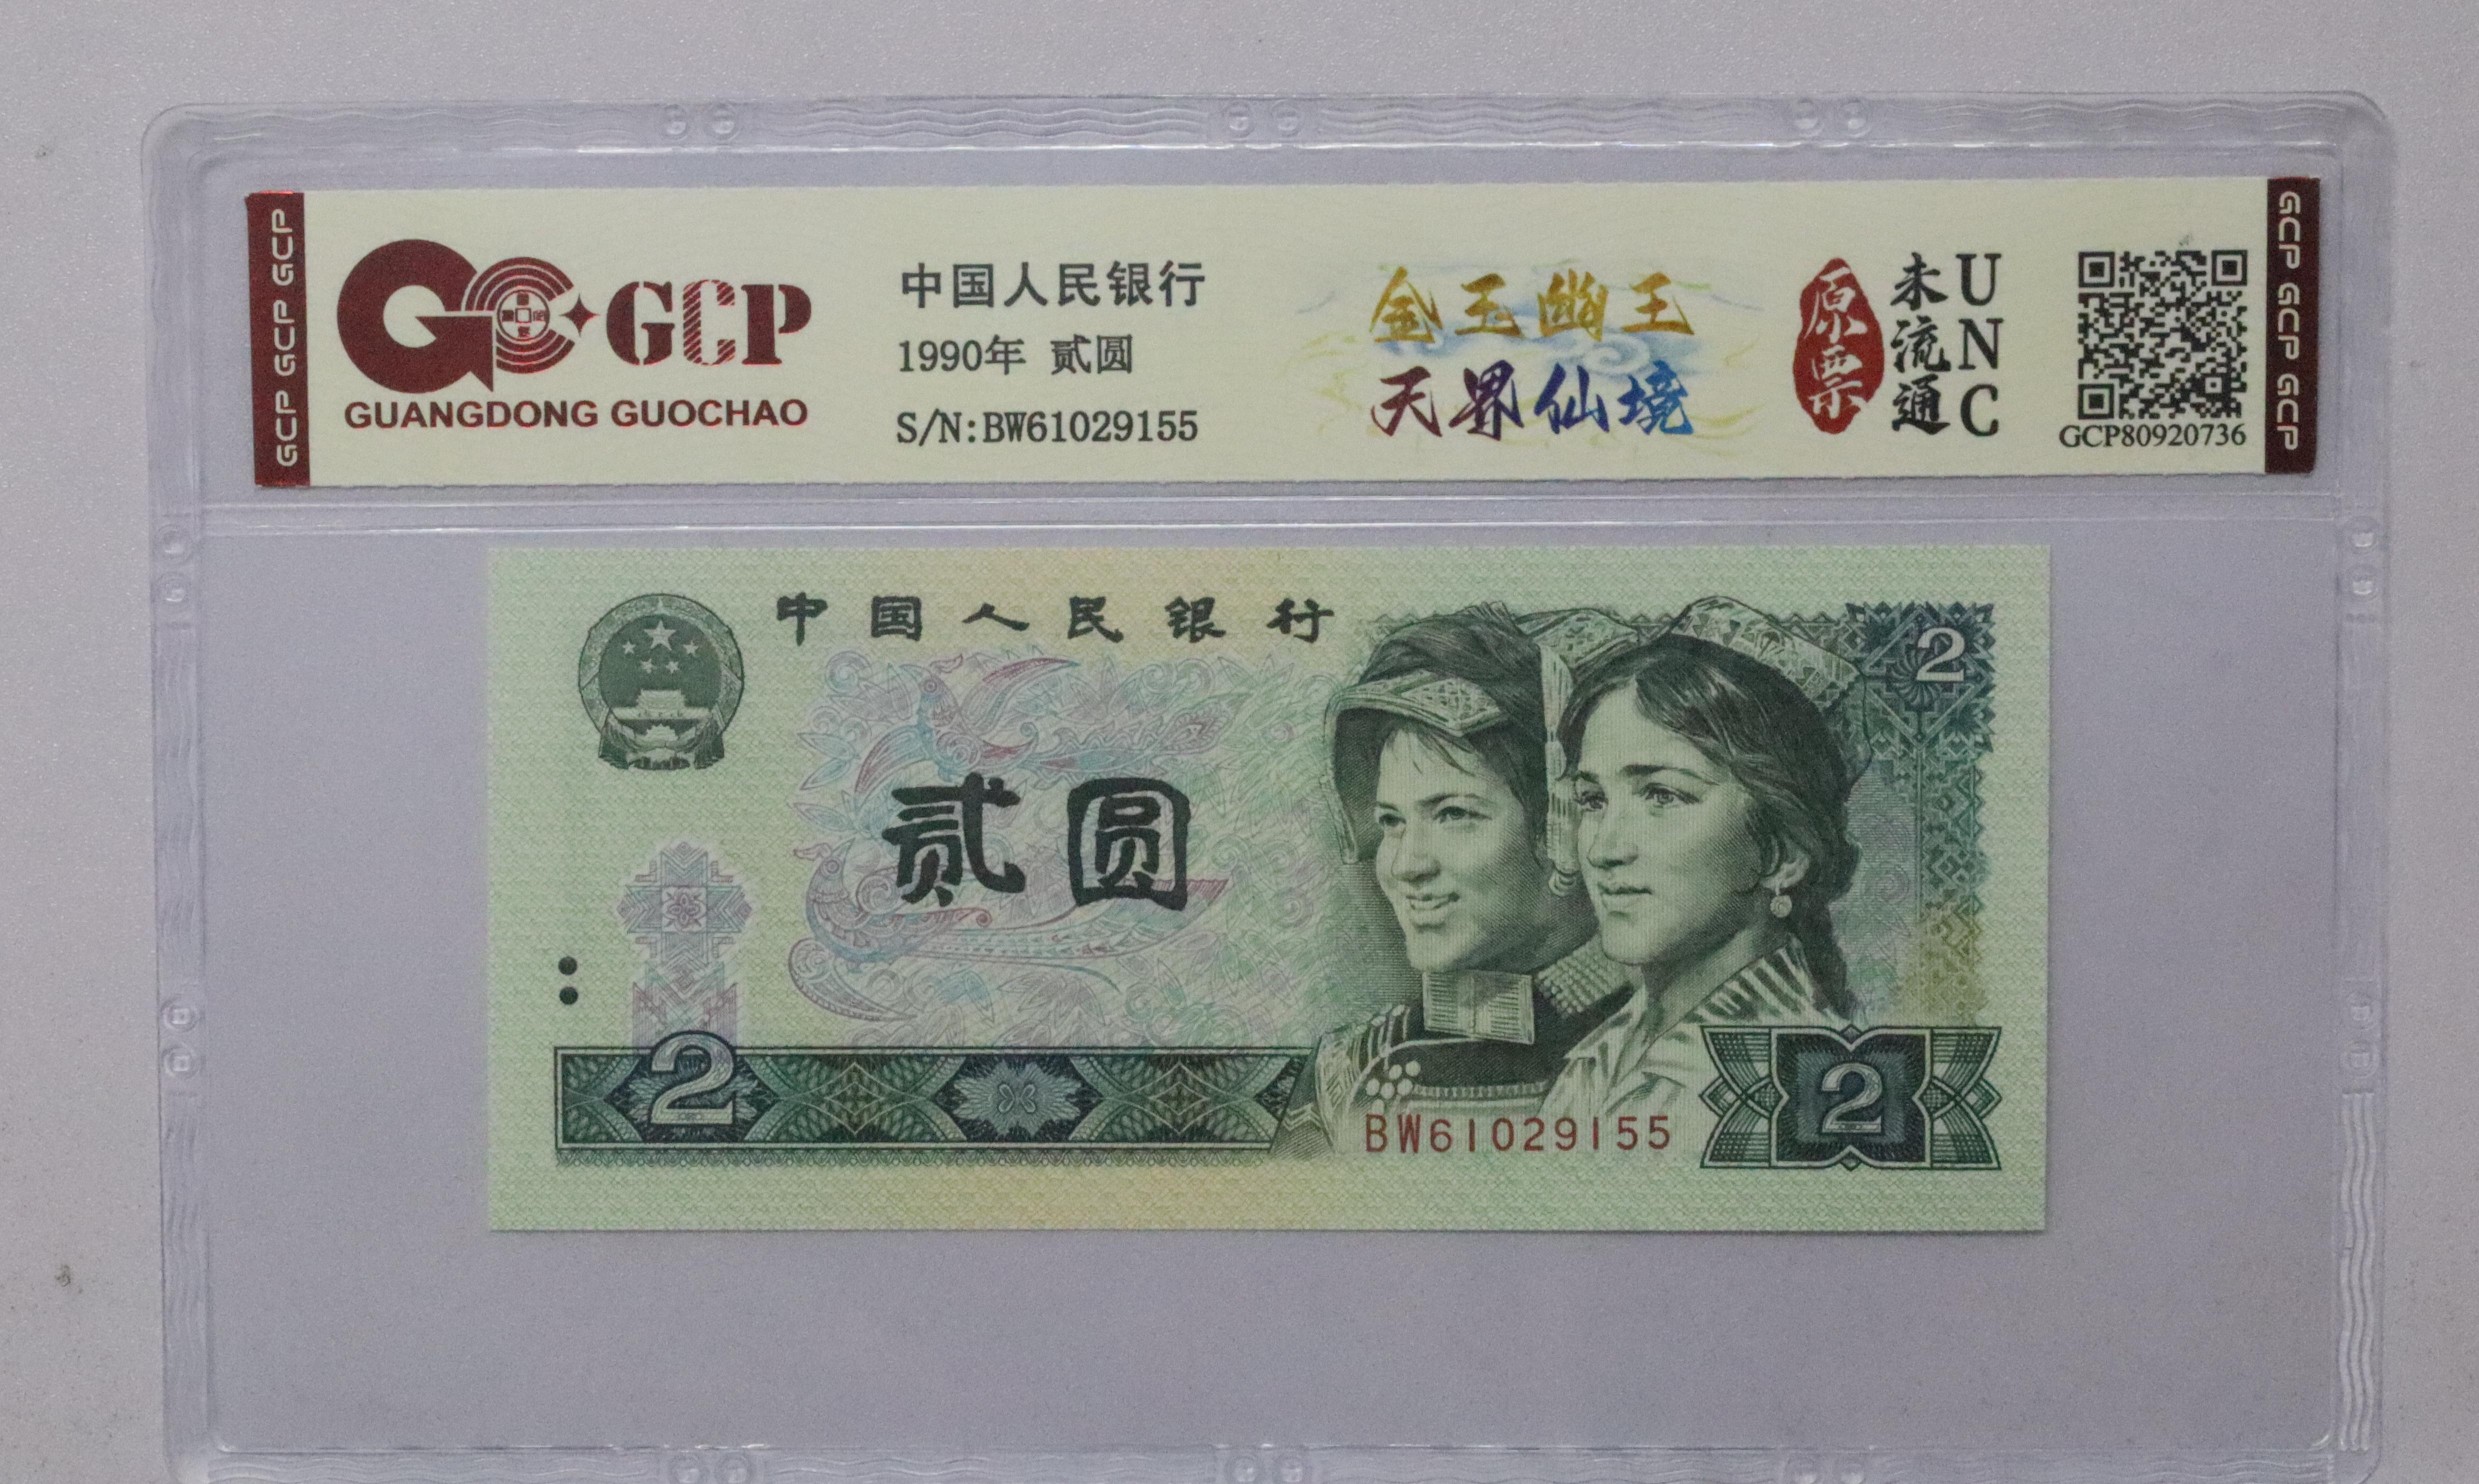 GCP GCP GCP
GCP
GUANGDONG GUOCHAO
中国人民银行
1990年 贰圆
S/N:BW61029155
金玉幽王
天界仙境
原票
未流通
UNC
GCP80920736
GCP GCP GCP
中国人民银行
2
贰圆
2
BW61029155
2